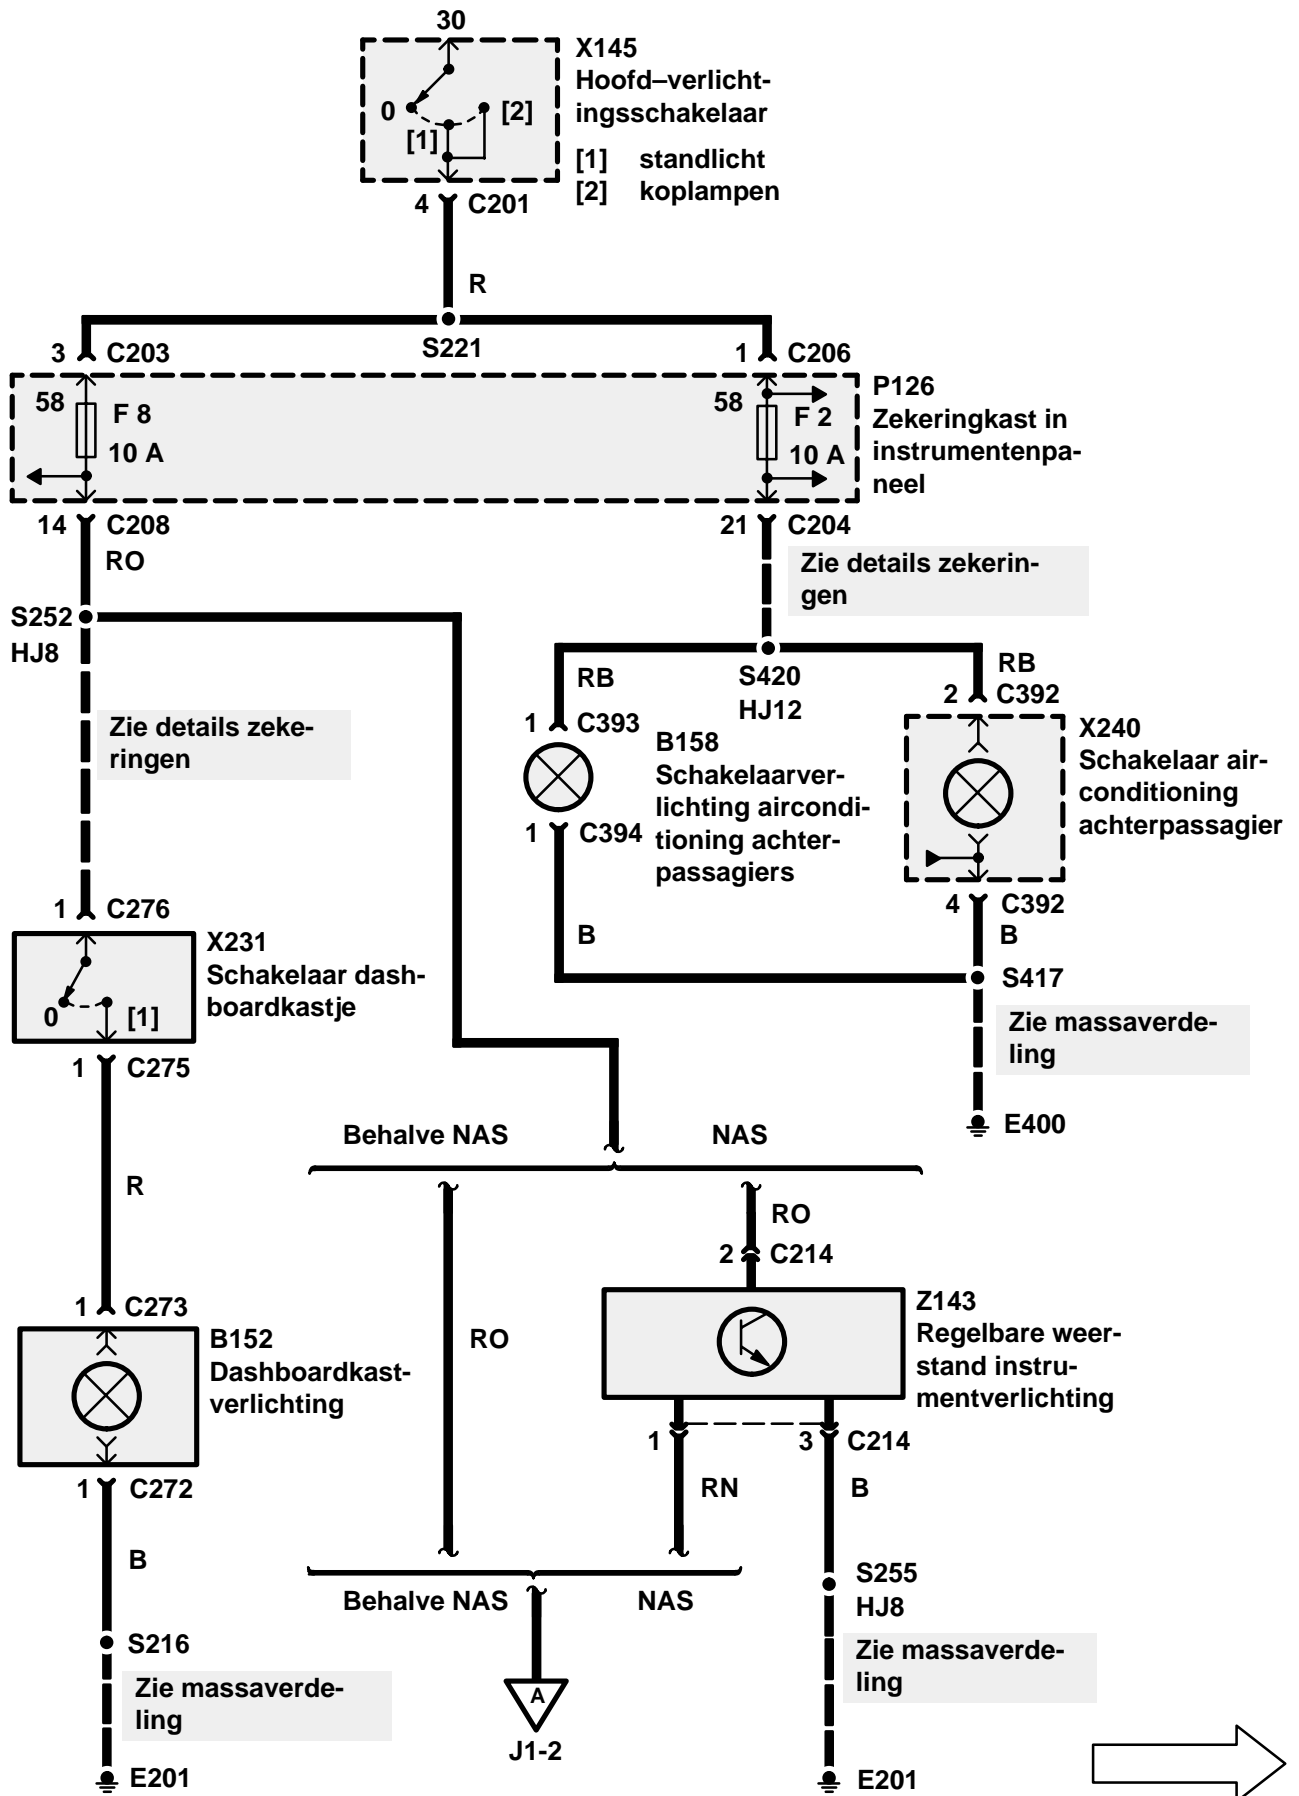 30
X145
Hoofd–verlicht-
ingsschakelaar
0
[1]
[2]
[1] standlicht
[2] koplampen
4 C201
R
S221
3 C203
1 C206
58
F 8
10 A
58
F 2
10 A
P126
Zekeringkast in
instrumentenpa-
neel
14 C208
RO
21 C204
Zie details zekerin-
gen
S252
HJ8
S420
HJ12
RB
RB
Zie details zeke-
ringen
1 C393
2 C392
B158
Schakelaarver-
lichting aircondi-
tioning achter-
passagiers
X240
Schakelaar air-
conditioning
achterpassagier
1 C394
4 C392
B
B
S417
Zie massaverde-
ling
E400
1 C276
X231
Schakelaar dash-
boardkastje
0
[1]
1 C275
R
Behalve NAS
NAS
RO
RO
2 C214
Z143
Regelbare weer-
stand instru-
mentverlichting
1
3 C214
RN
B
1 C273
B152
Dashboardkast-
verlichting
1 C272
B
S216
Zie massaverde-
ling
E201
Behalve NAS
NAS
A
J1-2
S255
HJ8
Zie massaverde-
ling
E201